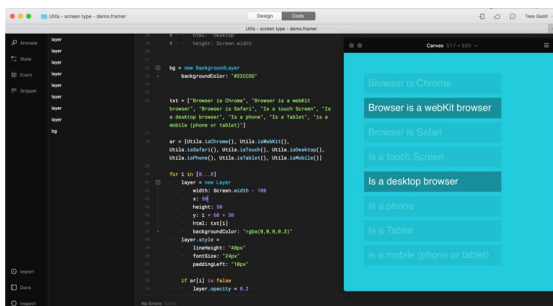 Utils - screen type - demo.framer
Design
Code
Tess Gadd
Utils - screen type - demo.framer
Animate
State
Event
Snippet
Import
Docs
Inspect
layer
layer
layer
layer
layer
layer
layer
layer
bg
html: "Desktop"
height: Screen.width
bg = new BackgroundLayer
backgroundColor: "#22CCDD"
txt = ["Browser is Chrome", "Browser is a webKit
browser", "Browser is Safari", "Is a touch Screen", "Is
a desktop browser", "Is a phone", "Is a Tablet", "is a
mobile (phone or tablet)"]
ar = [Utils.isChrome(), Utils.isWebKit(),
Utils.isSafari(), Utils.isTouch(), Utils.isDesktop(),
Utils.isPhone(), Utils.isTablet(), Utils.isMobile()]
for i in [0...8]
layer = new Layer
width: Screen.width - 100
x: 50
height: 50
y: i * 60 + 50
html: txt[i]
backgroundColor: "rgba(0,0,0,0.2)"
layer.style =
lineHeight: "48px"
fontSize: "24px"
paddingLeft: "10px"
if ar[i] is false
layer.opacity = 0.2
No Errors
Canvas
Browser is Chrome
Browser is a webKit browser
Browser is Safari
Is a touch Screen
Is a desktop browser
Is a phone
Is a Tablet
is a mobile (phone or tablet)